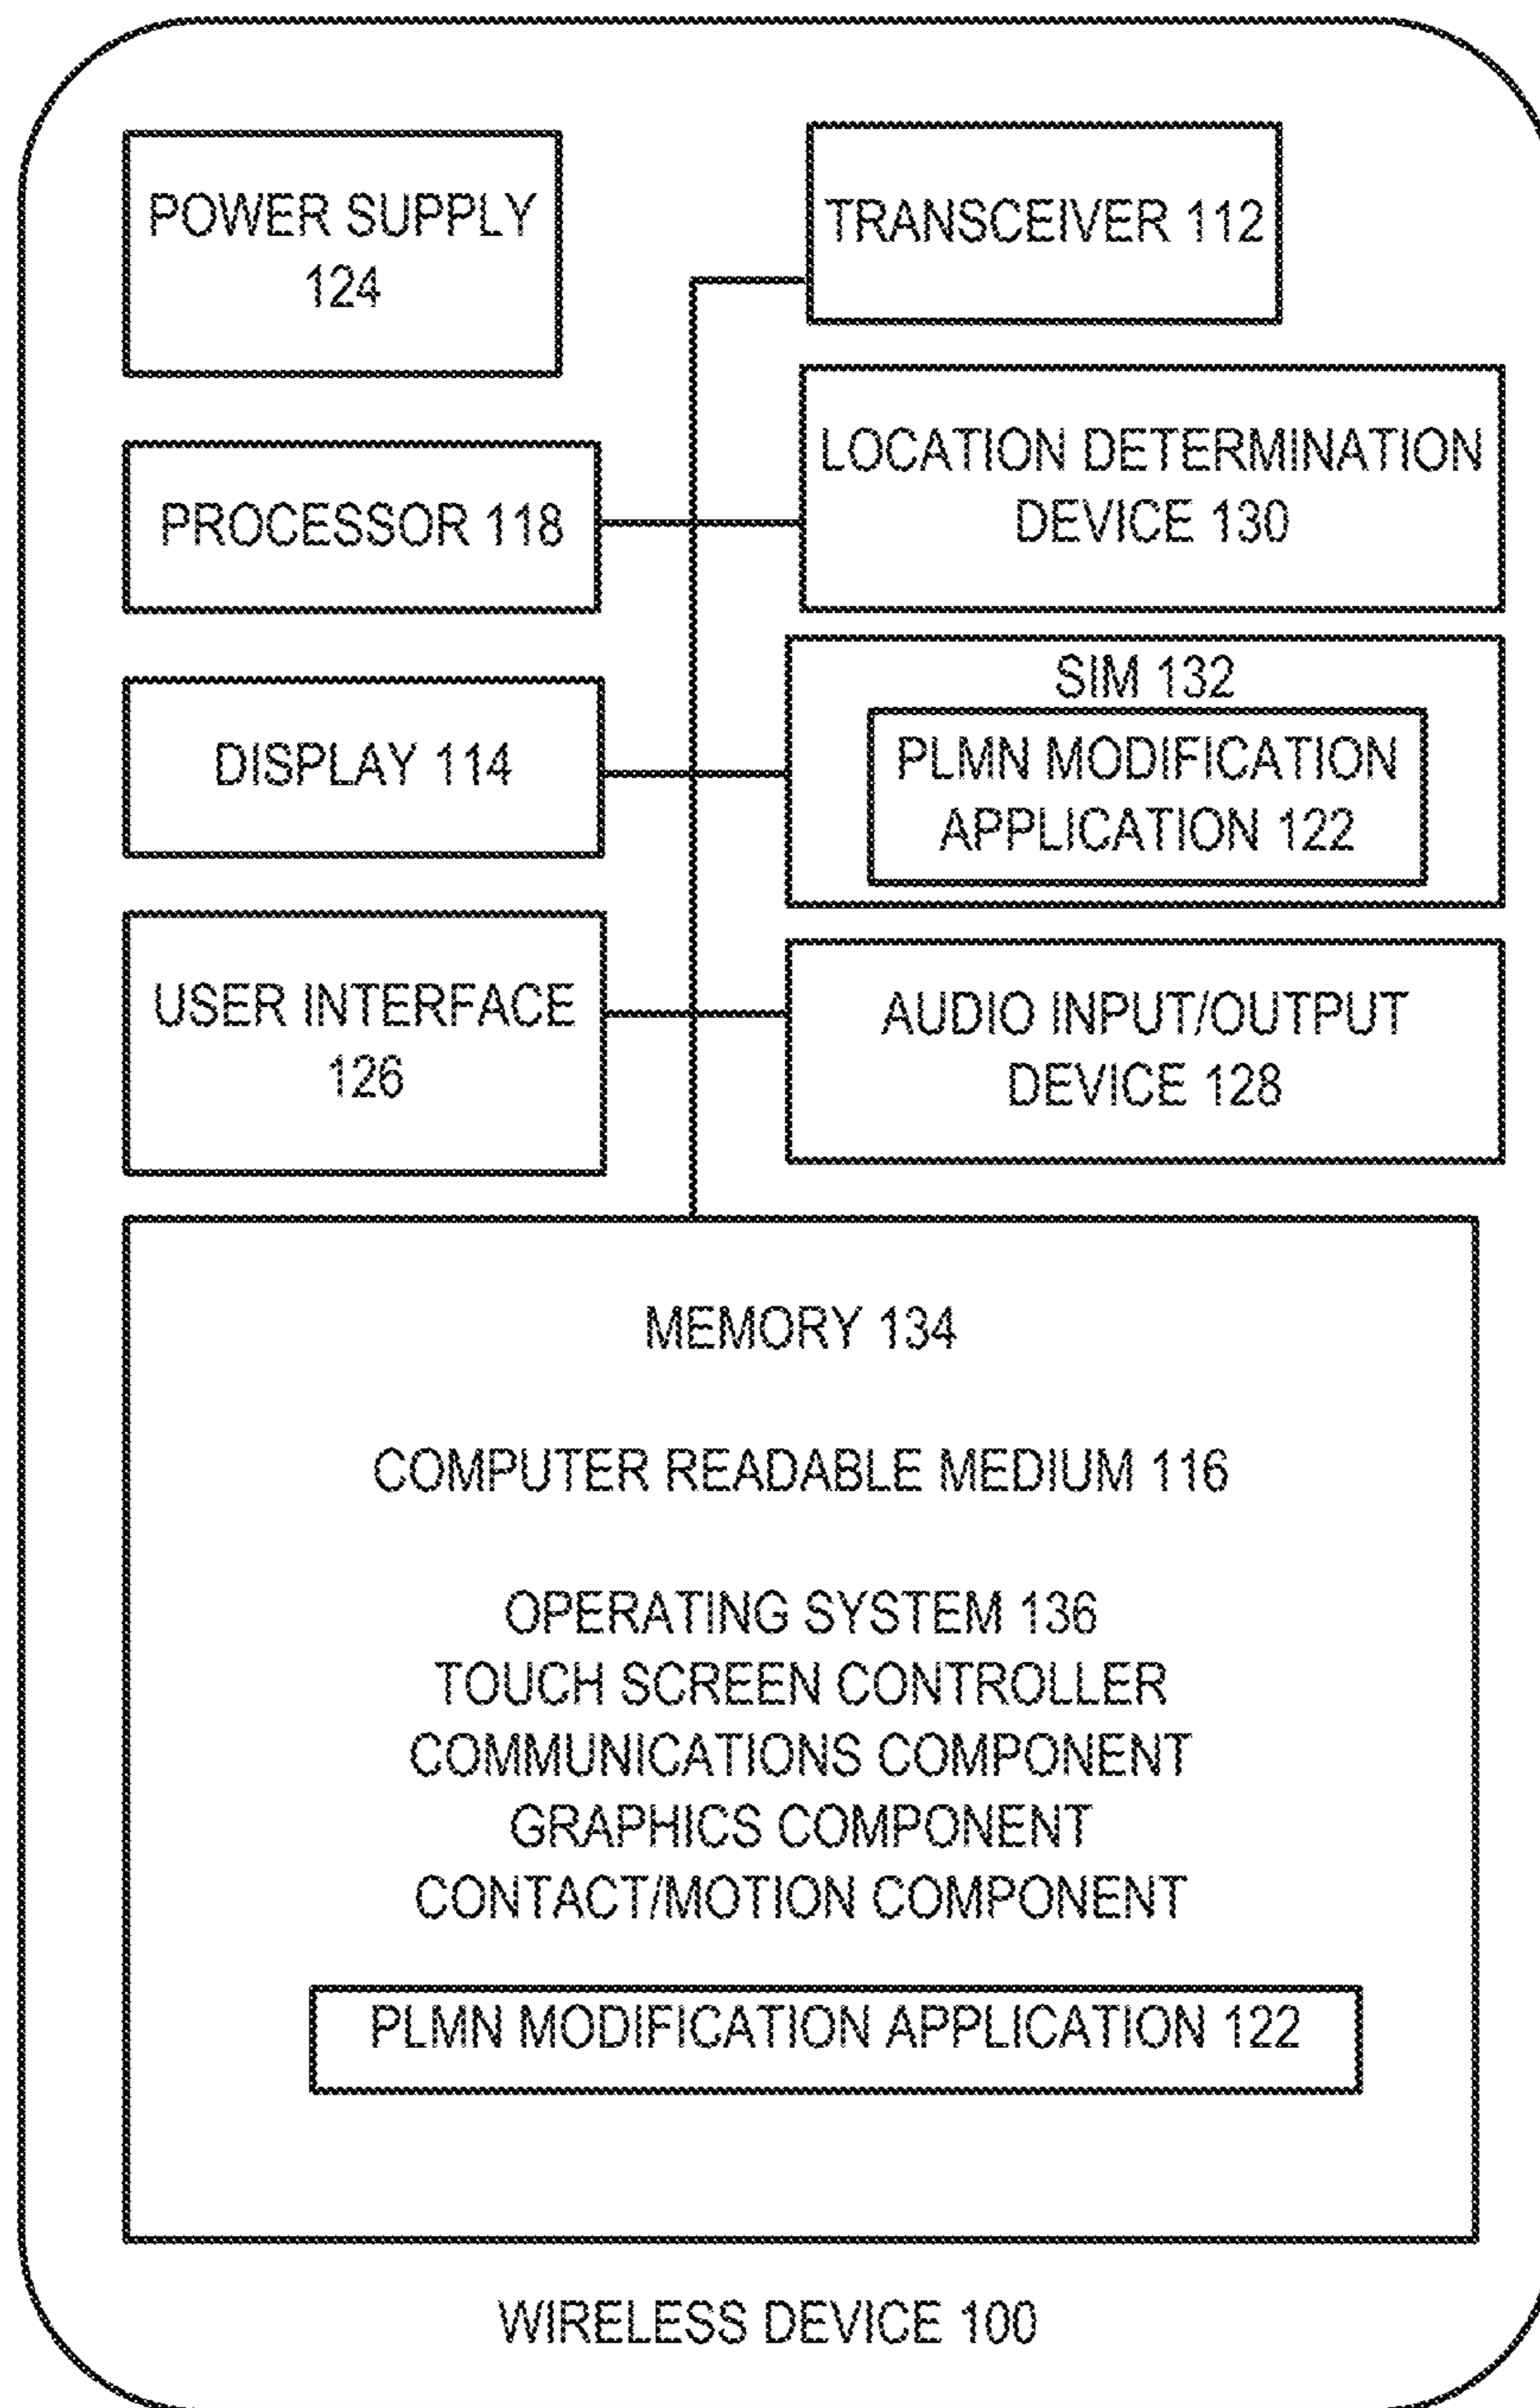 POWER SUPPLY
124
TRANSCEIVER 112
PROCESSOR 118
LOCATION DETERMINATION
DEVICE 130
DISPLAY 114
SIM 132
PLMN MODIFICATION
APPLICATION 122
USER INTERFACE
126
AUDIO INPUT/OUTPUT
DEVICE 128
MEMORY 134
COMPUTER READABLE MEDIUM 116
OPERATING SYSTEM 136
TOUCH SCREEN CONTROLLER
COMMUNICATIONS COMPONENT
GRAPHICS COMPONENT
CONTACT/MOTION COMPONENT
PLMN MODIFICATION APPLICATION 122
WIRELESS DEVICE 100